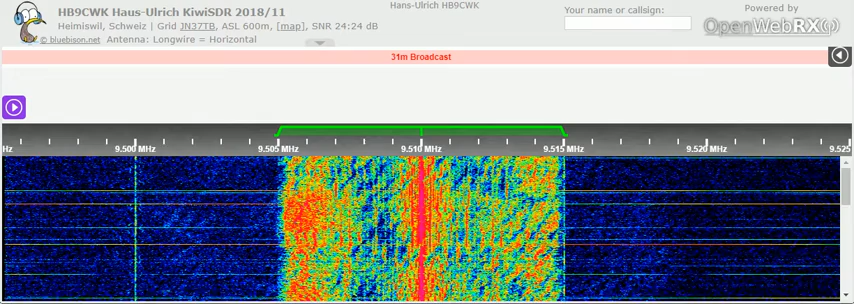 HB9CWK Haus-Ulrich KiwiSDR 2018/11
Heimiswil, Schweiz | Grid JN37TB, ASL 600m, [map], SNR 24:24 dB
© bluebison.net Antenna: Longwire = Horizontal
Hans-Ulrich HB9CWK
Your name or callsign:
Powered by
OpenWebRX
31m Broadcast
Hz 9.500 MHz 9.505 MHz 9.510 MHz 9.515 MHz 9.520 MHz 9.525